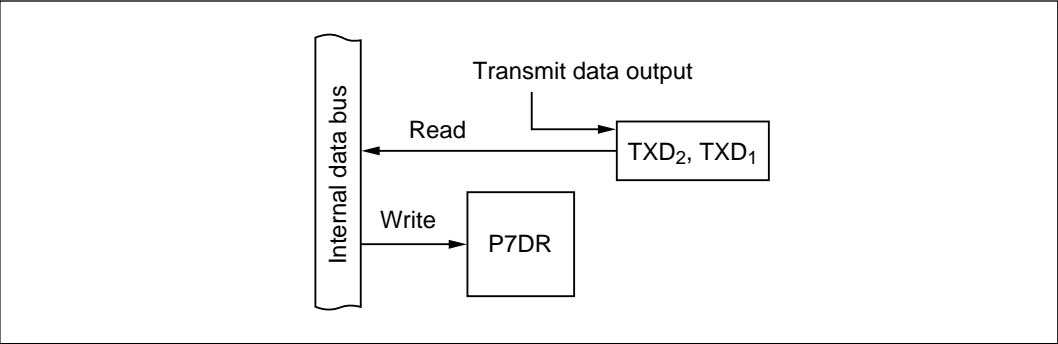 Transmit data output
Internal data bus
Read
TXD₂, TXD₁
Write
P7DR